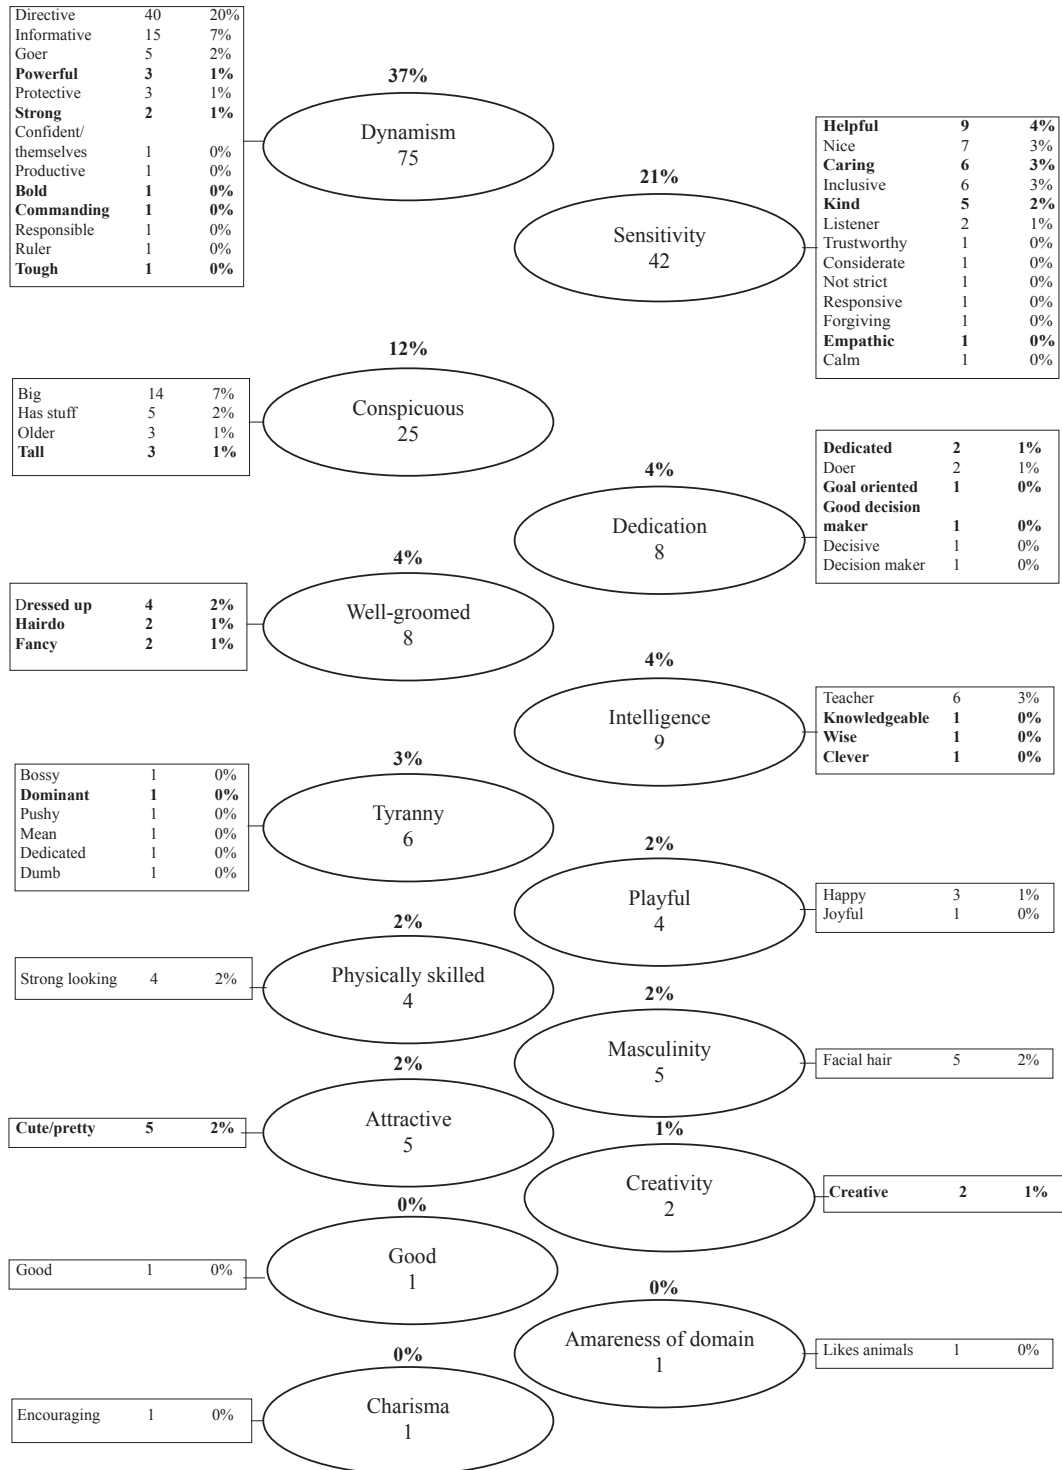 Directive 40 20%
Informative 15 7%
Goer 5 2%
Powerful 3 1%
Protective 3 1%
Strong 2 1%
Confident/
themselves 1 0%
Productive 1 0%
Bold 1 0%
Commanding 1 0%
Responsible 1 0%
Ruler 1 0%
Tough 1 0%
37%
Dynamism
75
21%
Sensitivity
42
Helpful 9 4%
Nice 7 3%
Caring 6 3%
Inclusive 6 3%
Kind 5 2%
Listener 2 1%
Trustworthy 1 0%
Considerate 1 0%
Not strict 1 0%
Responsive 1 0%
Forgiving 1 0%
Empathic 1 0%
Calm 1 0%
12%
Big 14 7%
Has stuff 5 2%
Older 3 1%
Tall 3 1%
Conspicuous
25
4%
Dedication
8
Dedicated 2 1%
Doer 2 1%
Goal oriented 1 0%
Good decision
maker 1 0%
Decisive 1 0%
Decision maker 1 0%
4%
Dressed up 4 2%
Hairdo 2 1%
Fancy 2 1%
Well-groomed
8
4%
Intelligence
9
Teacher 6 3%
Knowledgeable 1 0%
Wise 1 0%
Clever 1 0%
3%
Bossy 1 0%
Dominant 1 0%
Pushy 1 0%
Mean 1 0%
Dedicated 1 0%
Dumb 1 0%
Tyranny
6
2%
Playful
4
Happy 3 1%
Joyful 1 0%
2%
Strong looking 4 2%
Physically skilled
4
2%
Masculinity
5
Facial hair 5 2%
2%
Cute/pretty 5 2%
Attractive
5
1%
Creativity
2
Creative 2 1%
0%
Good 1 0%
Good
1
0%
Amareness of domain
1
Likes animals 1 0%
0%
Encouraging 1 0%
Charisma
1